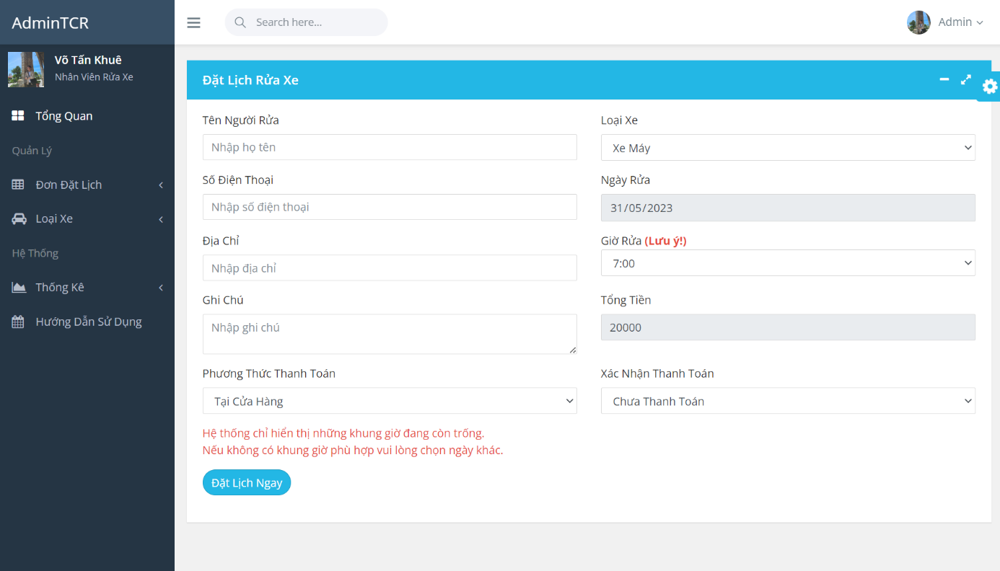 AdminTCR
Search here...
Admin
Võ Tấn Khuê
Nhân Viên Rửa Xe
Tổng Quan
Quản Lý
Đơn Đặt Lịch
Loại Xe
Hệ Thống
Thống Kê
Hướng Dẫn Sử Dụng
Đặt Lịch Rửa Xe
Tên Người Rửa
Nhập họ tên
Loại Xe
Xe Máy
Số Điện Thoại
Nhập số điện thoại
Ngày Rửa
31/05/2023
Địa Chỉ
Nhập địa chỉ
Giờ Rửa (Lưu ý!)
7:00
Ghi Chú
Nhập ghi chú
Tổng Tiền
20000
Phương Thức Thanh Toán
Tại Cửa Hàng
Xác Nhận Thanh Toán
Chưa Thanh Toán
Hệ thống chỉ hiển thị những khung giờ đang còn trống.
Nếu không có khung giờ phù hợp vui lòng chọn ngày khác.
Đặt Lịch Ngay